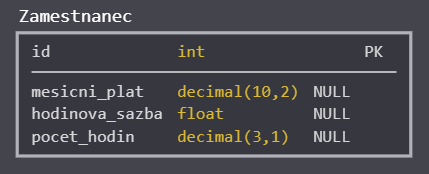 Zamestnanec
id int PK
mesicni_plat decimal(10,2) NULL
hodinova_sazba float NULL
pocet_hodin decimal(3,1) NULL